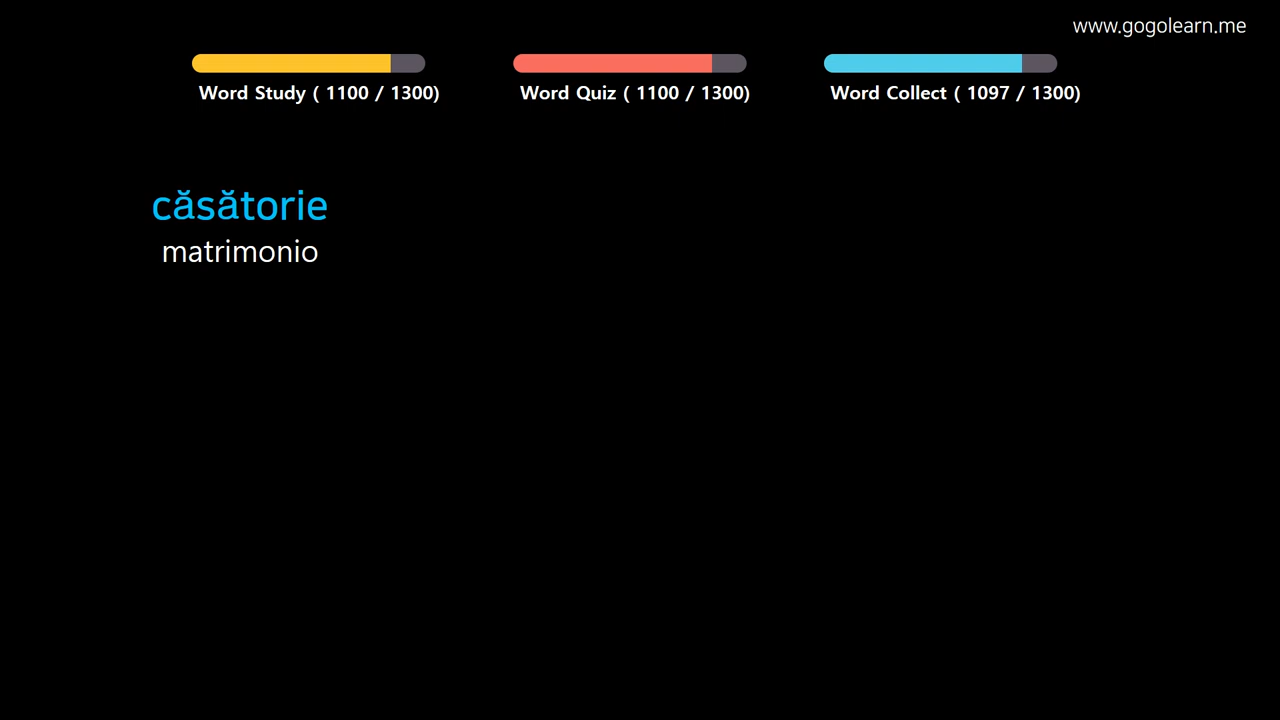 www.gogolearn.me
Word Study ( 1100 / 1300)
Word Quiz ( 1100 / 1300)
Word Collect ( 1097 / 1300)
căsătorie
matrimonio